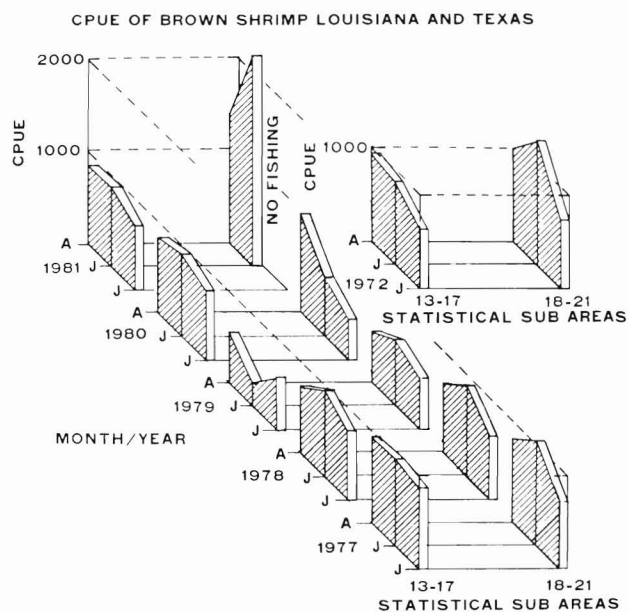 CPUE OF BROWN SHRIMP LOUISIANA AND TEXAS
2000
1000
CPUE
NO FISHING
CPUE
1000
A
1981
J
J
A
1972
J
J
13-17
18-21
STATISTICAL SUB AREAS
A
1980
J
J
A
1979
J
J
MONTH/YEAR
A
1978
J
J
A
1977
J
J
13-17
18-21
STATISTICAL SUB AREAS